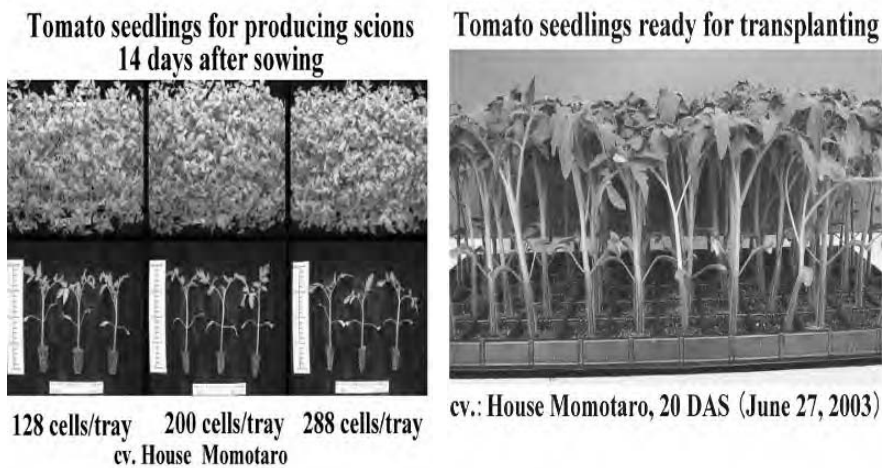 Tomato seedlings for producing scions
14 days after sowing
128 cells/tray 200 cells/tray 288 cells/tray
cv. House Momotaro
Tomato seedlings ready for transplanting
cv.: House Momotaro, 20 DAS (June 27, 2003)